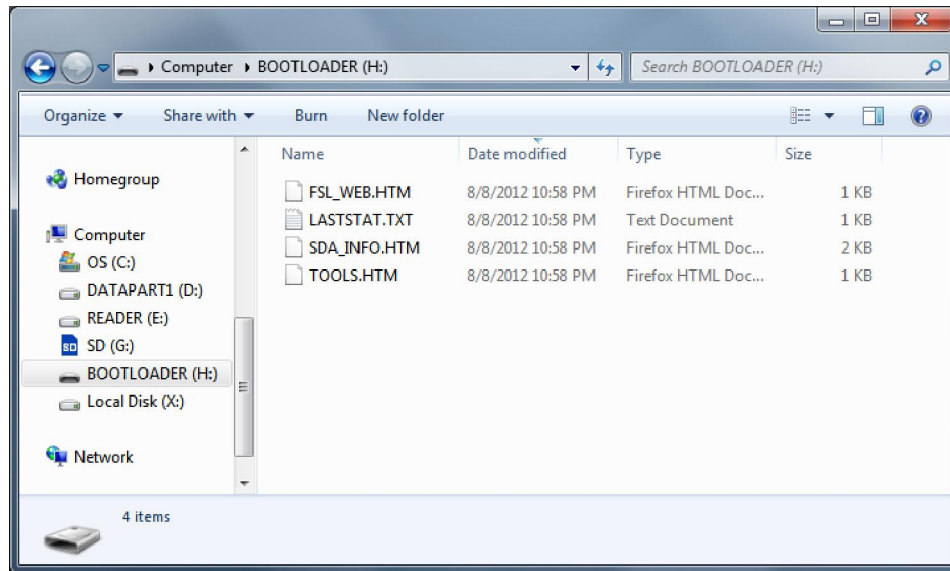 Computer BOOTLOADER (H:) Search BOOTLOADER (H:)
Organize Share with Burn New folder
Name Date modified Type Size
Homegroup
Computer
OS (C:)
DATAPART1 (D:)
READER (E:)
SD SD (G:)
BOOTLOADER (H:)
Local Disk (X:)
Network
FSL_WEB.HTM 8/8/2012 10:58 PM Firefox HTML Doc... 1 KB
LASTSTAT.TXT 8/8/2012 10:58 PM Text Document 1 KB
SDA_INFO.HTM 8/8/2012 10:58 PM Firefox HTML Doc... 2 KB
TOOLS.HTM 8/8/2012 10:58 PM Firefox HTML Doc... 1 KB
4 items